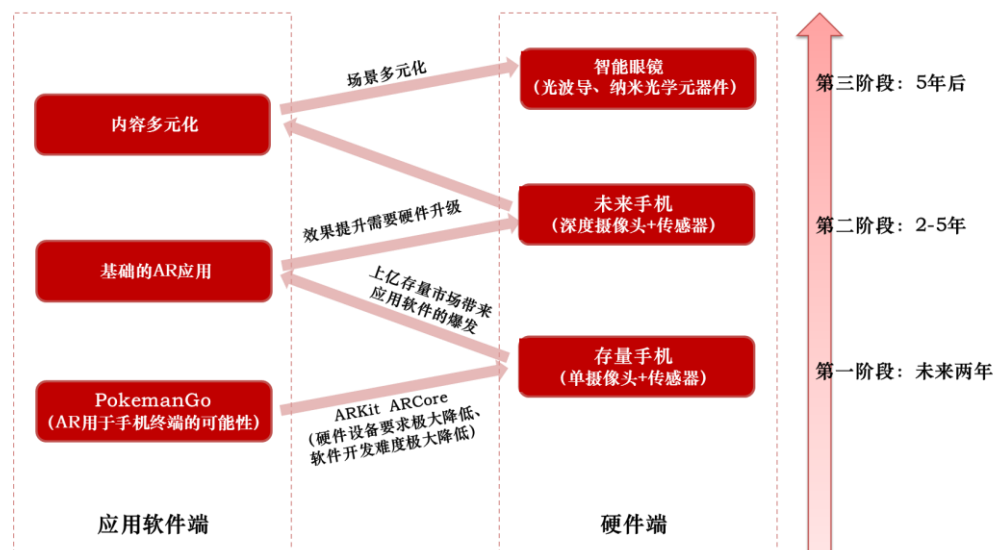 场景多元化
智能眼镜
(光波导、纳米光学元器件)
第三阶段：5年后
内容多元化
未来手机
(深度摄像头+传感器)
第二阶段：2-5年
效果提升需要硬件升级
基础的AR应用
上亿存量市场带来
应用软件的爆发
存量手机
(单摄像头+传感器)
第一阶段：未来两年
PokemanGo
(AR用于手机终端的可能性)
ARKit ARCore
(硬件设备要求极大降低、
软件开发难度极大降低)
应用软件端
硬件端